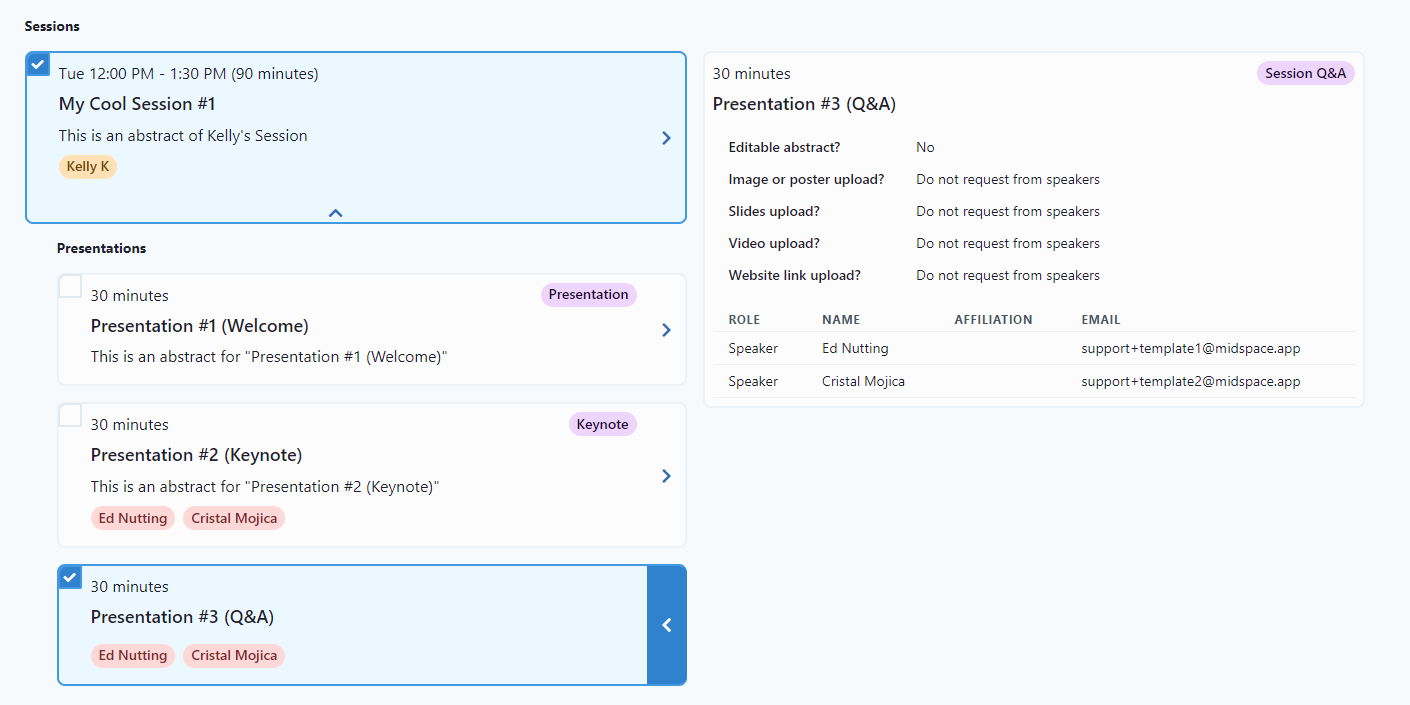 Sessions
Tue 12:00 PM - 1:30 PM (90 minutes)
My Cool Session #1
This is an abstract of Kelly's Session
Kelly K
Presentations
30 minutes
Presentation
Presentation #1 (Welcome)
This is an abstract for "Presentation #1 (Welcome)"
30 minutes
Keynote
Presentation #2 (Keynote)
This is an abstract for "Presentation #2 (Keynote)"
Ed Nutting Cristal Mojica
30 minutes
Presentation #3 (Q&A)
Ed Nutting Cristal Mojica
30 minutes
Session Q&A
Presentation #3 (Q&A)
Editable abstract? No
Image or poster upload? Do not request from speakers
Slides upload? Do not request from speakers
Video upload? Do not request from speakers
Website link upload? Do not request from speakers
ROLE NAME AFFILIATION EMAIL
Speaker Ed Nutting support+template1@midspace.app
Speaker Cristal Mojica support+template2@midspace.app